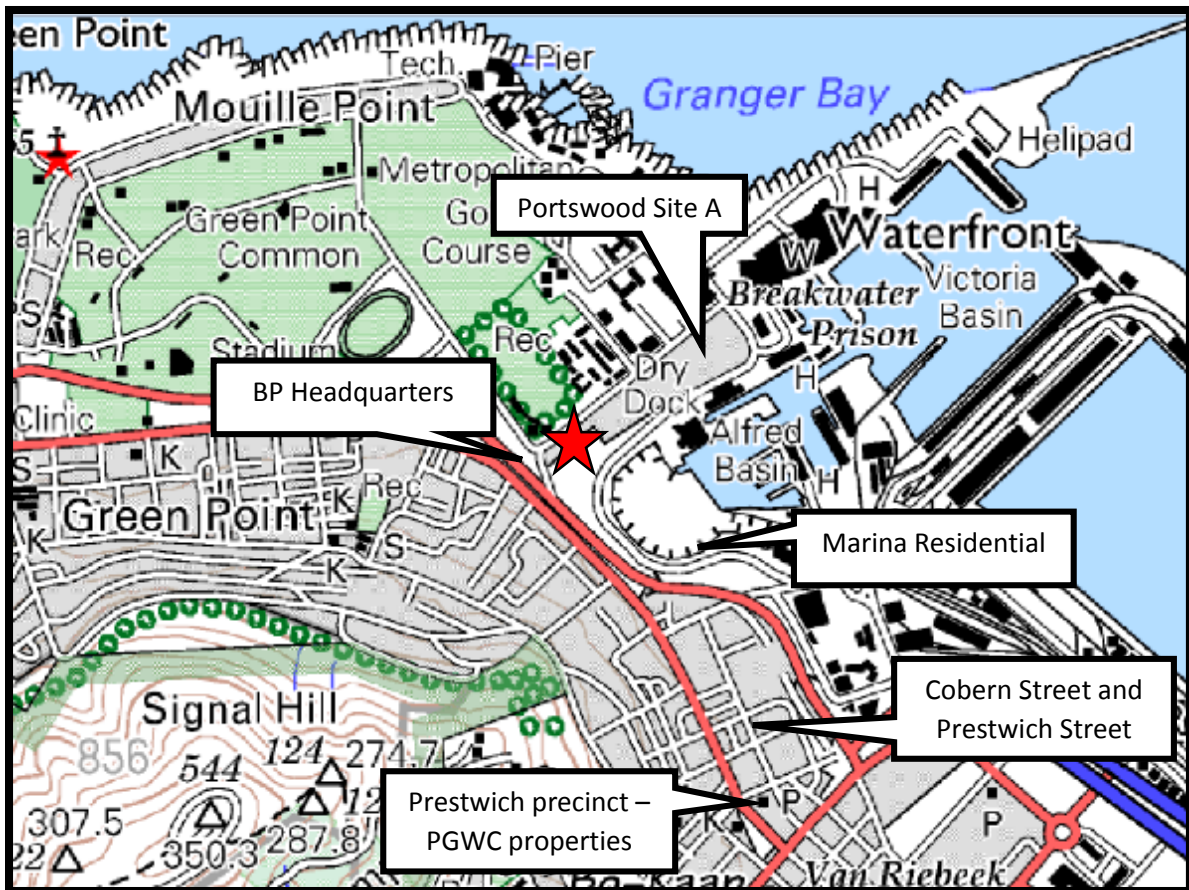 een Point
Tech.
Pier
Granger Bay
Mouille Point
Helipad
Metropolitan
Portswood Site A
H
Green Point
Common
Go
Course
Rec
Waterfront
W
Victoria
Basin
Breakwater
Prison
PS
Stadium
Rec
Dry
Dock
BP Headquarters
H
Clinic
Alfred
Basin
K
S
Rec
K
H
Green Point
S
K
K
Marina Residential
Cobern Street and
Prestwich Street
Signal Hill
856
544
124
274.7
12
307.5
350.3
287.8
22
Prestwich precinct –
PGWC properties
P
K
P
Van Riebeek